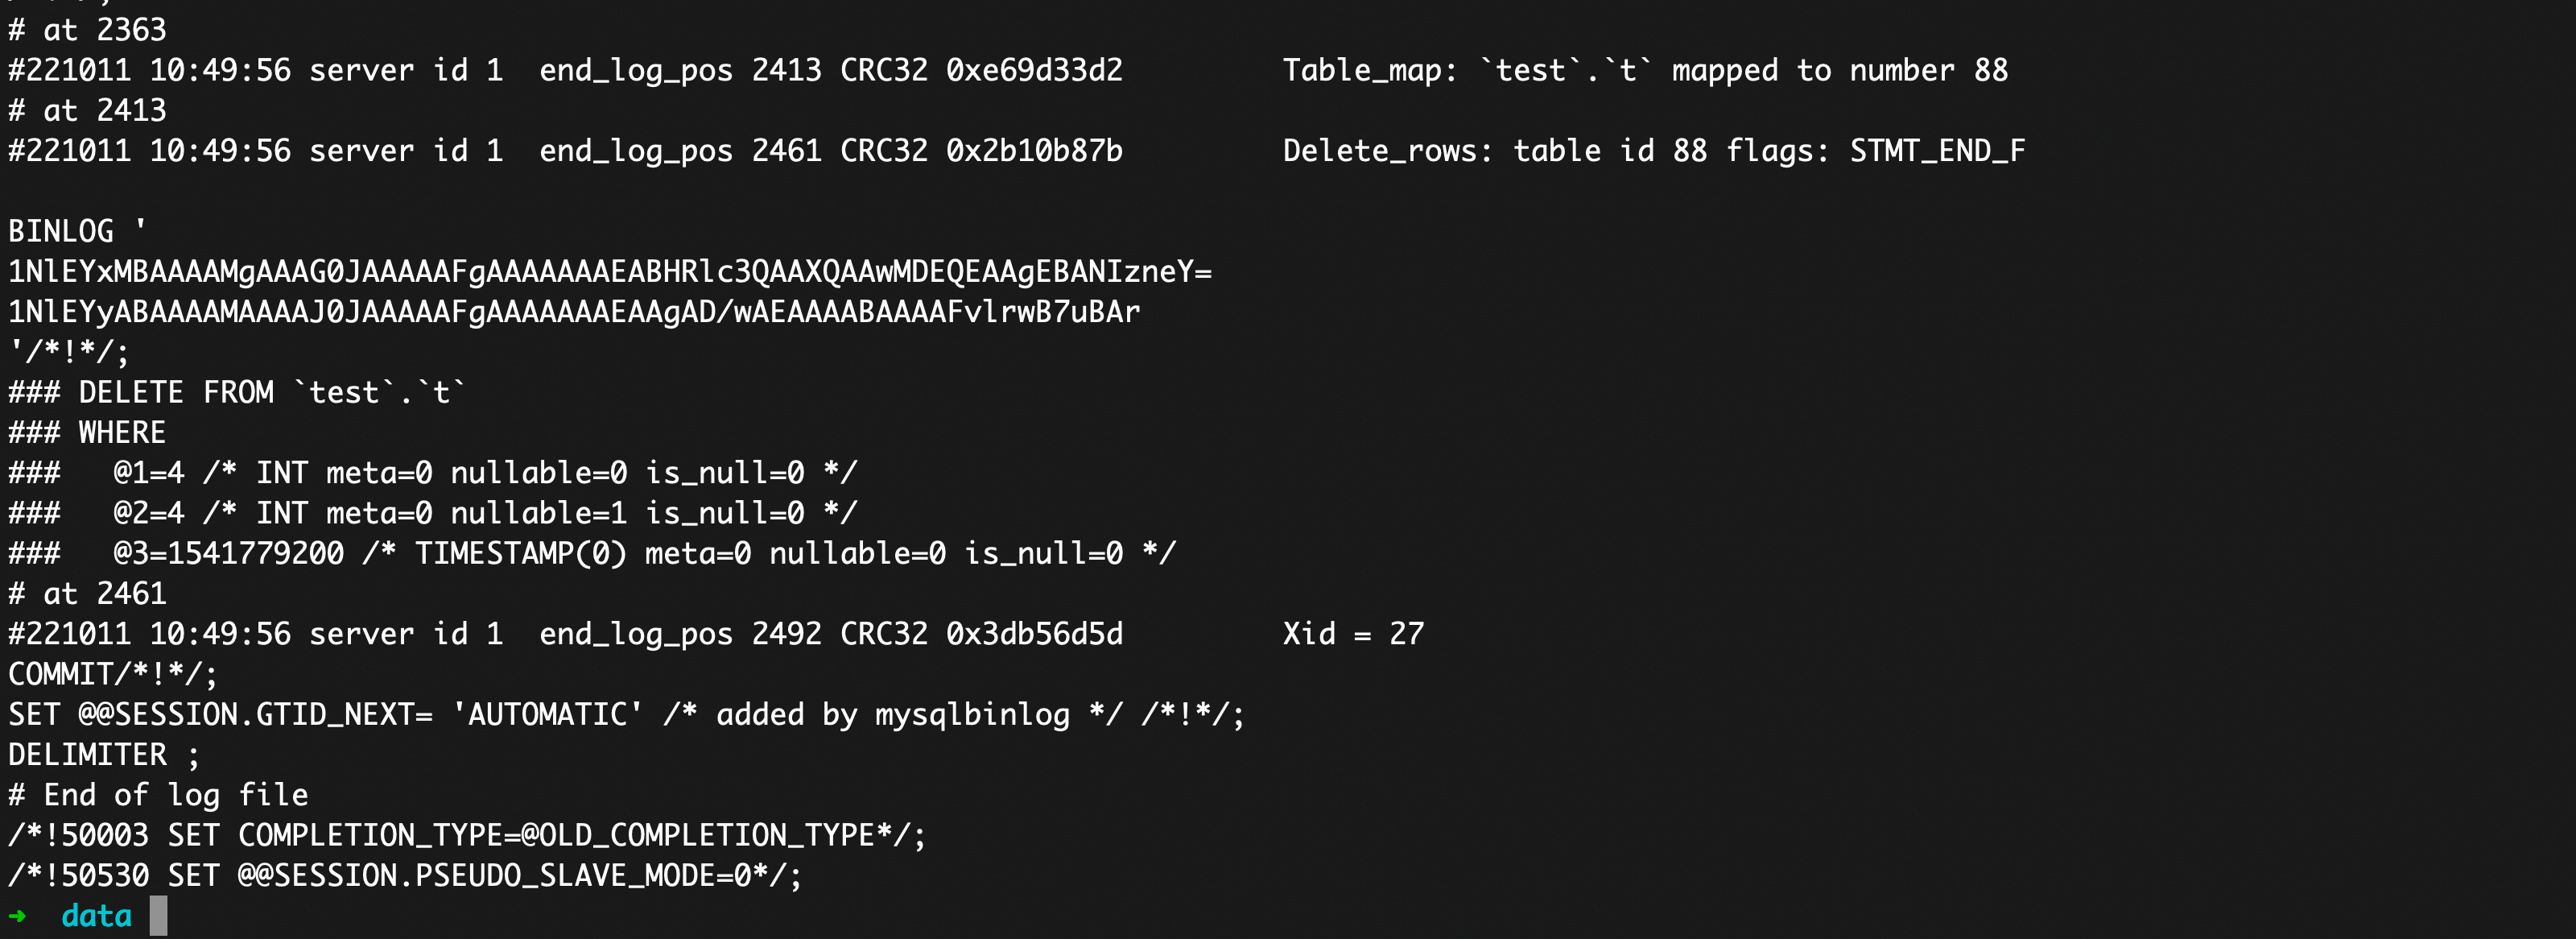 # at 2363
#221011 10:49:56 server id 1  end_log_pos 2413 CRC32 0xe69d33d2         Table_map: `test`.`t` mapped to number 88
# at 2413
#221011 10:49:56 server id 1  end_log_pos 2461 CRC32 0x2b10b87b         Delete_rows: table id 88 flags: STMT_END_F

BINLOG '
1NlEYxMBAAAAMgAAAG0JAAAAAFgAAAAAAAEABHRlc3QAAXQAAwMDEQEAAgEBANIzneY=
1NlEYyABAAAAMAAAAJ0JAAAAAFgAAAAAAAEAAgAD/wAEAAAABAAAAFvlrwB7uBAr
'/*!*/;
### DELETE FROM `test`.`t`
### WHERE
###   @1=4 /* INT meta=0 nullable=0 is_null=0 */
###   @2=4 /* INT meta=0 nullable=1 is_null=0 */
###   @3=1541779200 /* TIMESTAMP(0) meta=0 nullable=0 is_null=0 */
# at 2461
#221011 10:49:56 server id 1  end_log_pos 2492 CRC32 0x3db56d5d         Xid = 27
COMMIT/*!*/;
SET @@SESSION.GTID_NEXT= 'AUTOMATIC' /* added by mysqlbinlog */ /*!*/;
DELIMITER ;
# End of log file
/*!50003 SET COMPLETION_TYPE=@OLD_COMPLETION_TYPE*/;
/*!50530 SET @@SESSION.PSEUDO_SLAVE_MODE=0*/;
➜  data